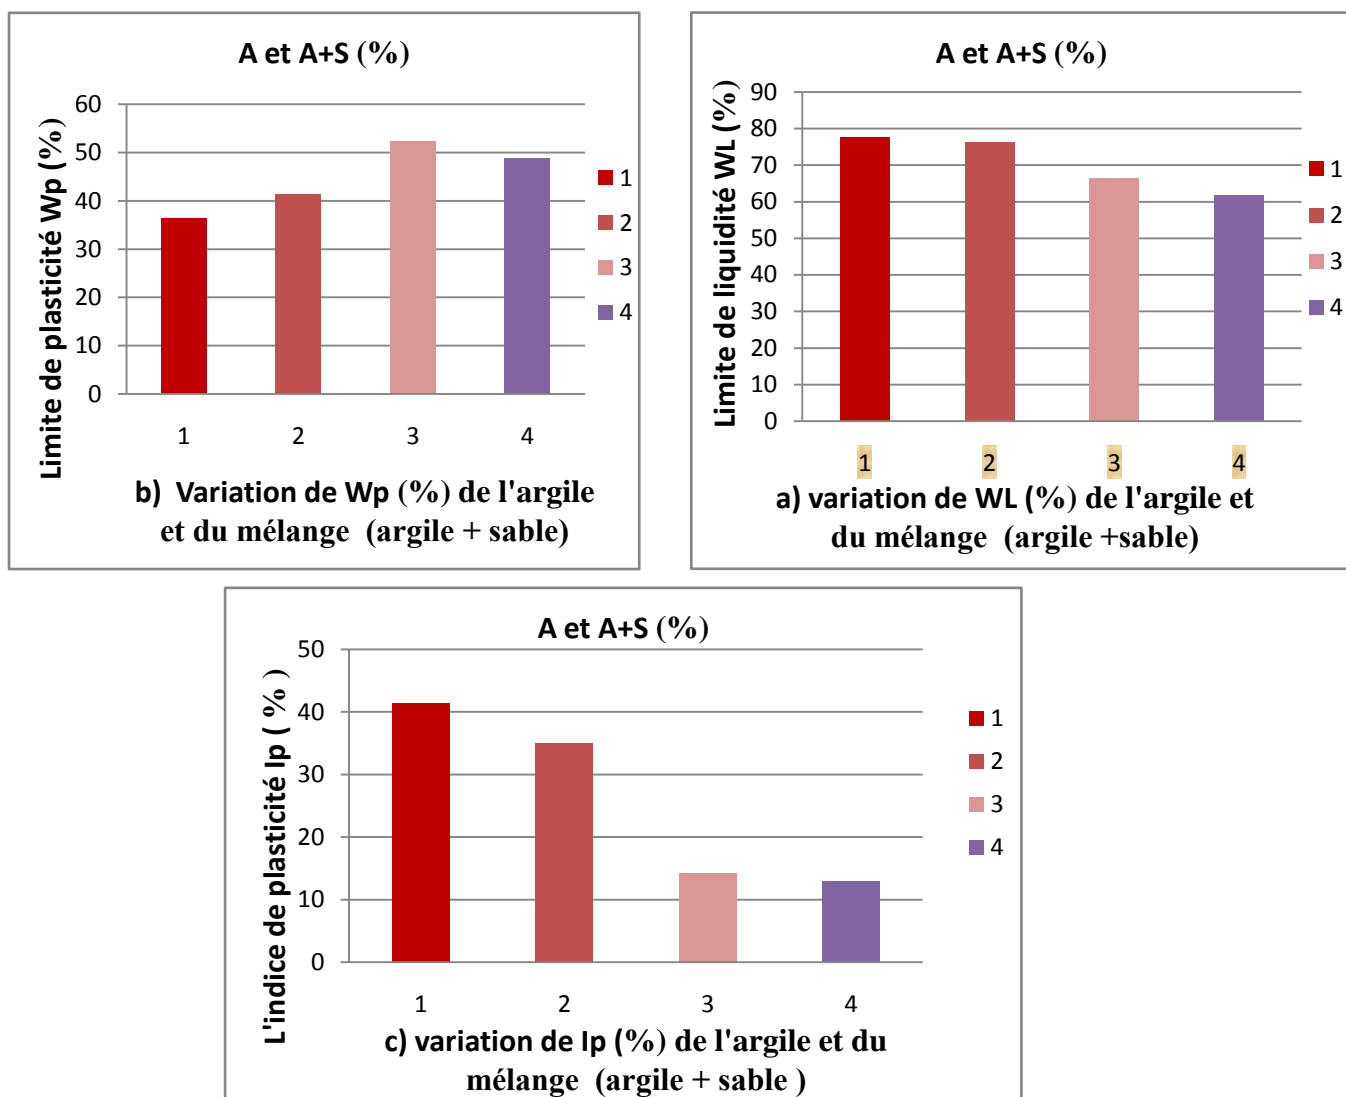 A et A+S (%)
Limite de plasticité Wp (%)
60
50
40
30
20
10
0
1
2
3
4
1 2 3 4
b) Variation de Wp (%) de l'argile
et du mélange (argile + sable)
A et A+S (%)
Limite de liquidité WL (%)
90
80
70
60
50
40
30
20
10
0
1
2
3
4
1 2 3 4
a) variation de WL (%) de l'argile et
du mélange (argile +sable)
A et A+S (%)
L'indice de plasticité Ip ( % )
50
40
30
20
10
0
1
2
3
4
1 2 3 4
c) variation de Ip (%) de l'argile et du
mélange (argile + sable )